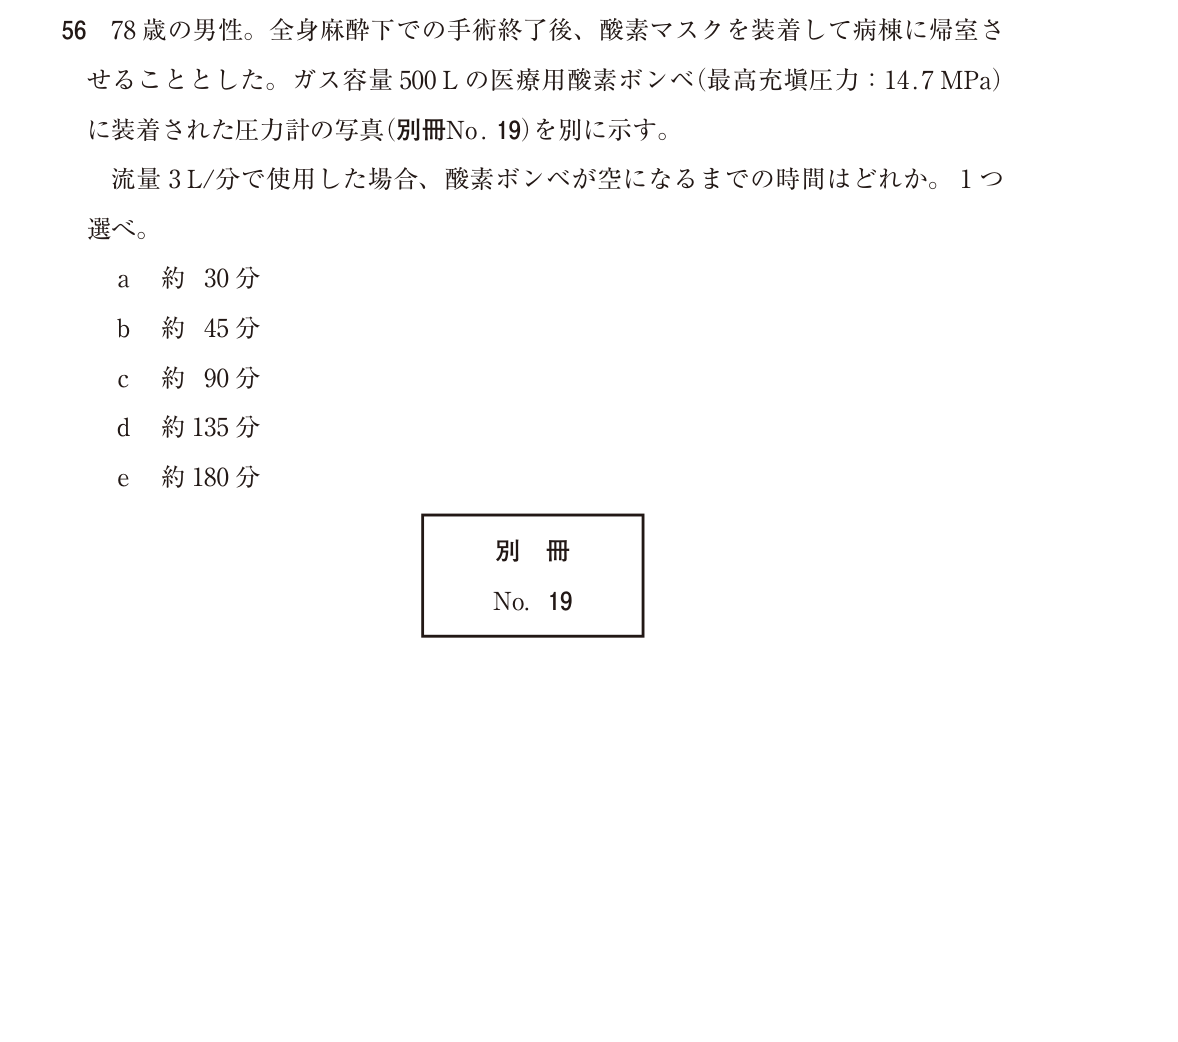 56 78 歳の男性。全身麻酔下での手術終了後、酸素マスクを装着して病棟に帰室さ
せることとした。ガス容量 500 L の医療用酸素ボンベ(最高充塡圧力：14.7 MPa)
に装着された圧力計の写真(別冊No. 19)を別に示す。
流量 3 L/分で使用した場合、酸素ボンベが空になるまでの時間はどれか。1 つ
選べ。
a 約 30 分
b 約 45 分
c 約 90 分
d 約 135 分
e 約 180 分
別 冊
No. 19